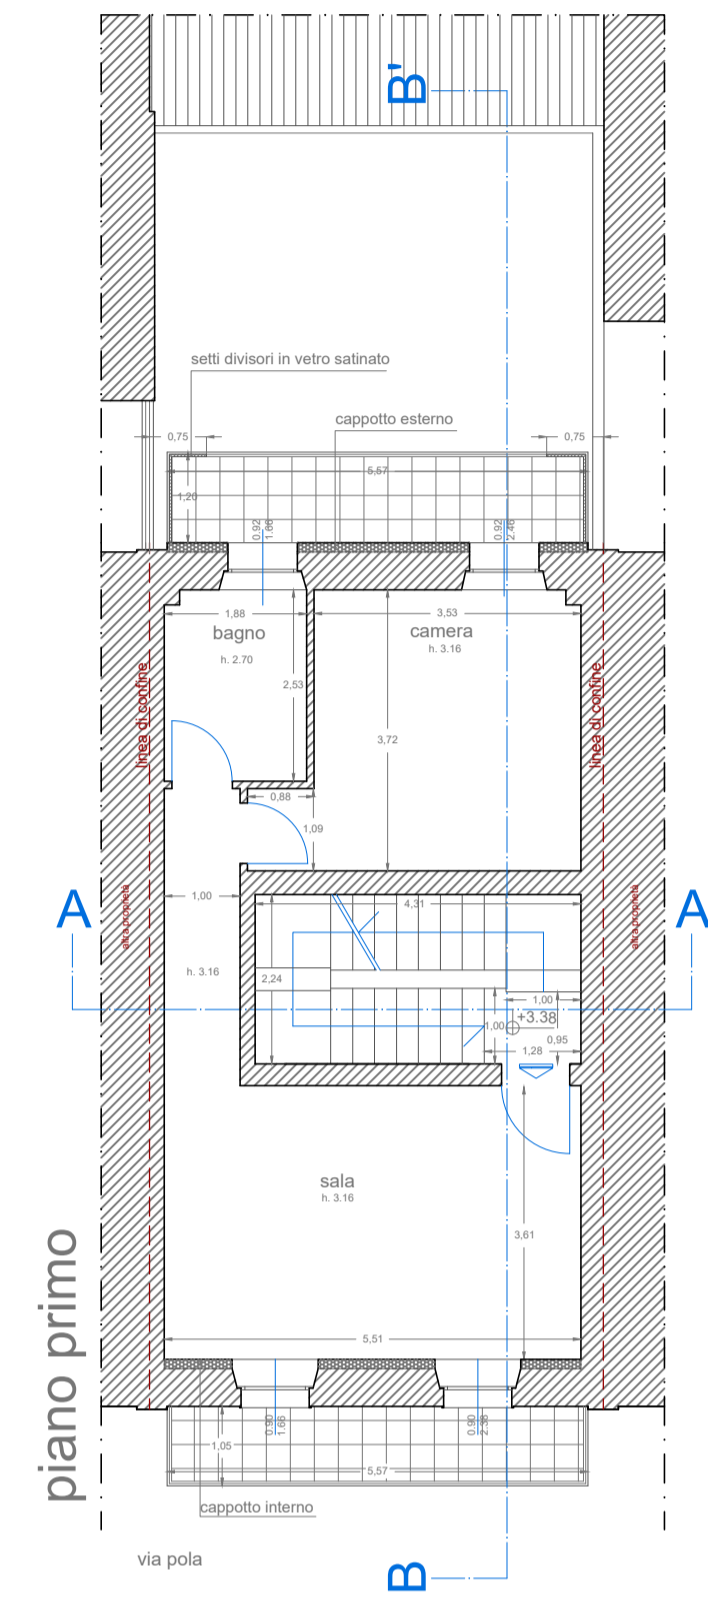 B'
setti divisori in vetro satinato
cappotto esterno
0,75
0,75
5,57
1,20
0.92
1.66
0.92
2.46
1,88
3,53
bagno
h. 2.70
camera
h. 3.16
2,53
linea di confine
linea di confine
3,72
0,88
1,09
A
A
altra proprietà
altra proprietà
1,00
4,31
h. 3.16
2,24
1,00
+3.38
1,00
0,95
1,28
sala
h. 3.16
3,61
5,51
piano primo
0.90
1.66
0.90
2.38
1,05
5,57
cappotto interno
via pola
B